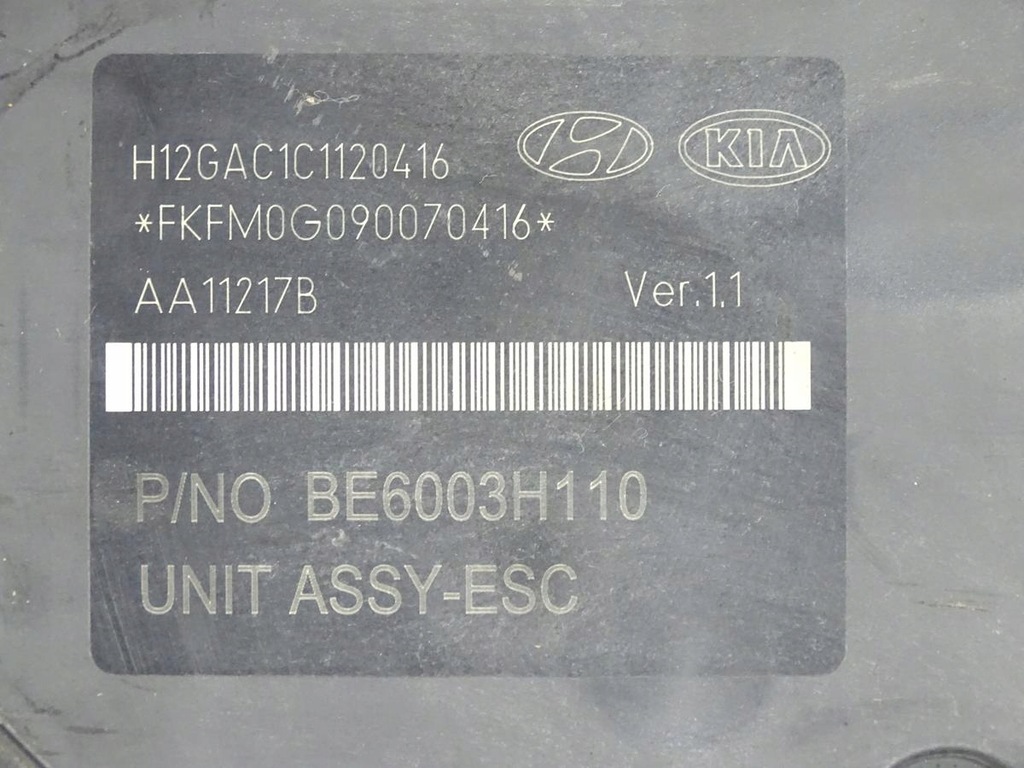 H12GAC1C1120416
KIA
*FKFM0G090070416*
AA11217B
Ver.1.1
P/NO BE6003H110
UNIT ASSY-ESC